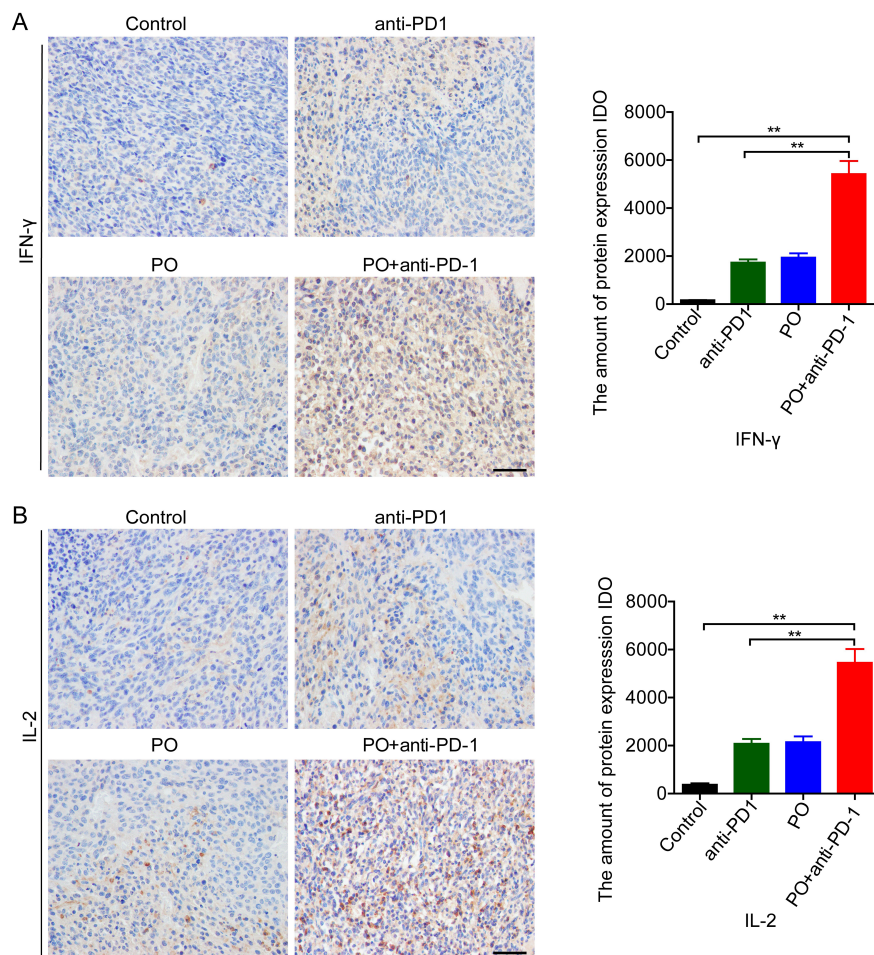 A
Control
anti-PD1
IFN-γ
PO
PO+anti-PD-1
The amount of protein expresssion IDO
8000
6000
4000
2000
0
**
**
Control
anti-PD1
PO
PO+anti-PD-1
IFN-γ
B
Control
anti-PD1
IL-2
PO
PO+anti-PD-1
The amount of protein expresssion IDO
8000
6000
4000
2000
0
**
**
Control
anti-PD1
PO
PO+anti-PD-1
IL-2